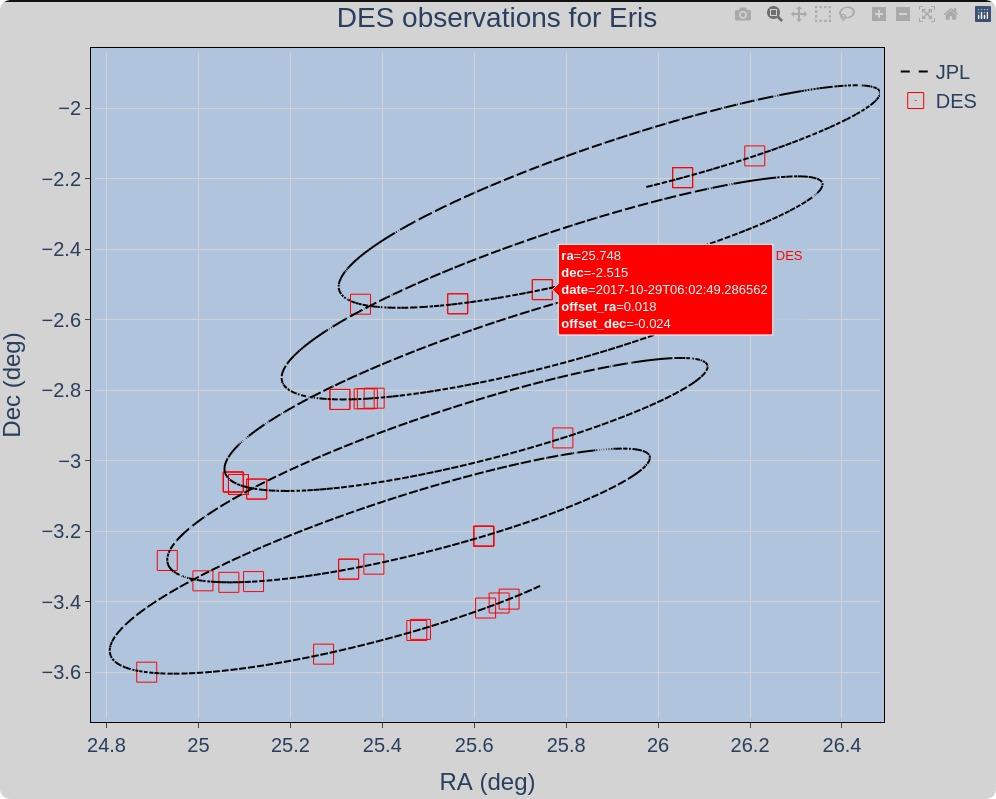 DES observations for Eris
JPL
DES
ra=25.748
dec=-2.515
date=2017-10-29T06:02:49.286562
offset_ra=0.018
offset_dec=-0.024
DES
−2
−2.2
−2.4
−2.6
−2.8
−3
−3.2
−3.4
−3.6
Dec (deg)
24.8 25 25.2 25.4 25.6 25.8 26 26.2 26.4
RA (deg)